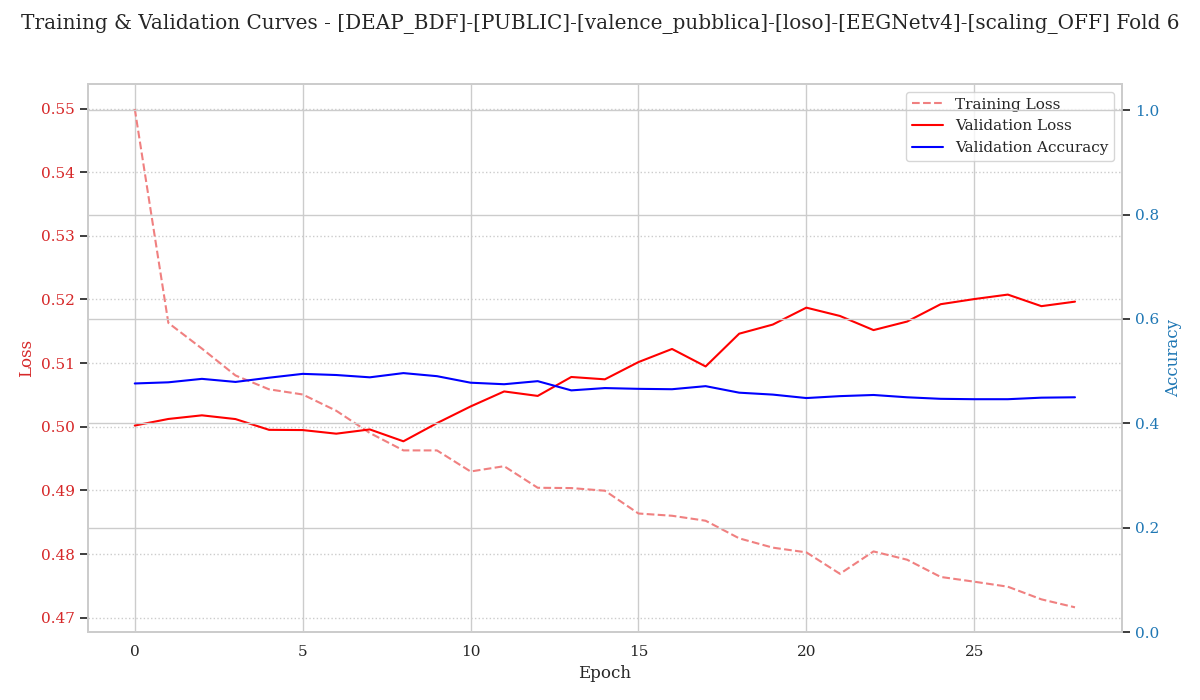 Training & Validation Curves - [DEAP_BDF]-[PUBLIC]-[valence_pubblica]-[loso]-[EEGNetv4]-[scaling_OFF] Fold 6
Training Loss
Validation Loss
Validation Accuracy
0.55
0.54
0.53
0.52
0.51
0.50
0.49
0.48
0.47
Loss
1.0
0.8
0.6
0.4
0.2
0.0
Accuracy
0 5 10 15 20 25
Epoch